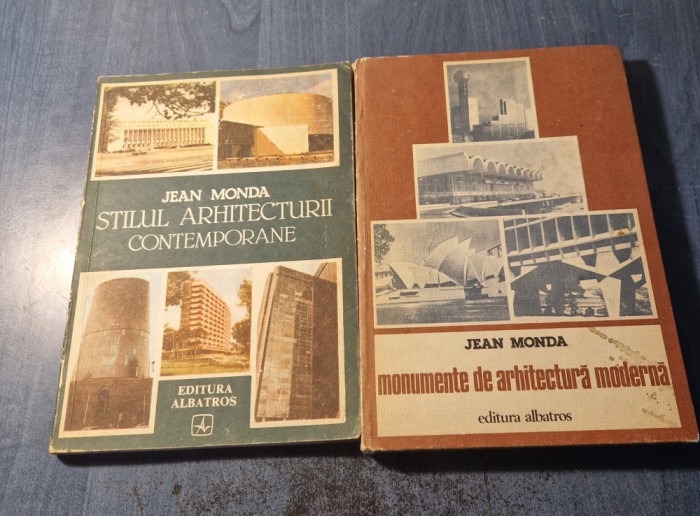 JEAN MONDA
STILUL ARHITECTURII
CONTEMPORANE
EDITURA
ALBATROS
JEAN MONDA
monumente de arhitectură modernă
editura albatros